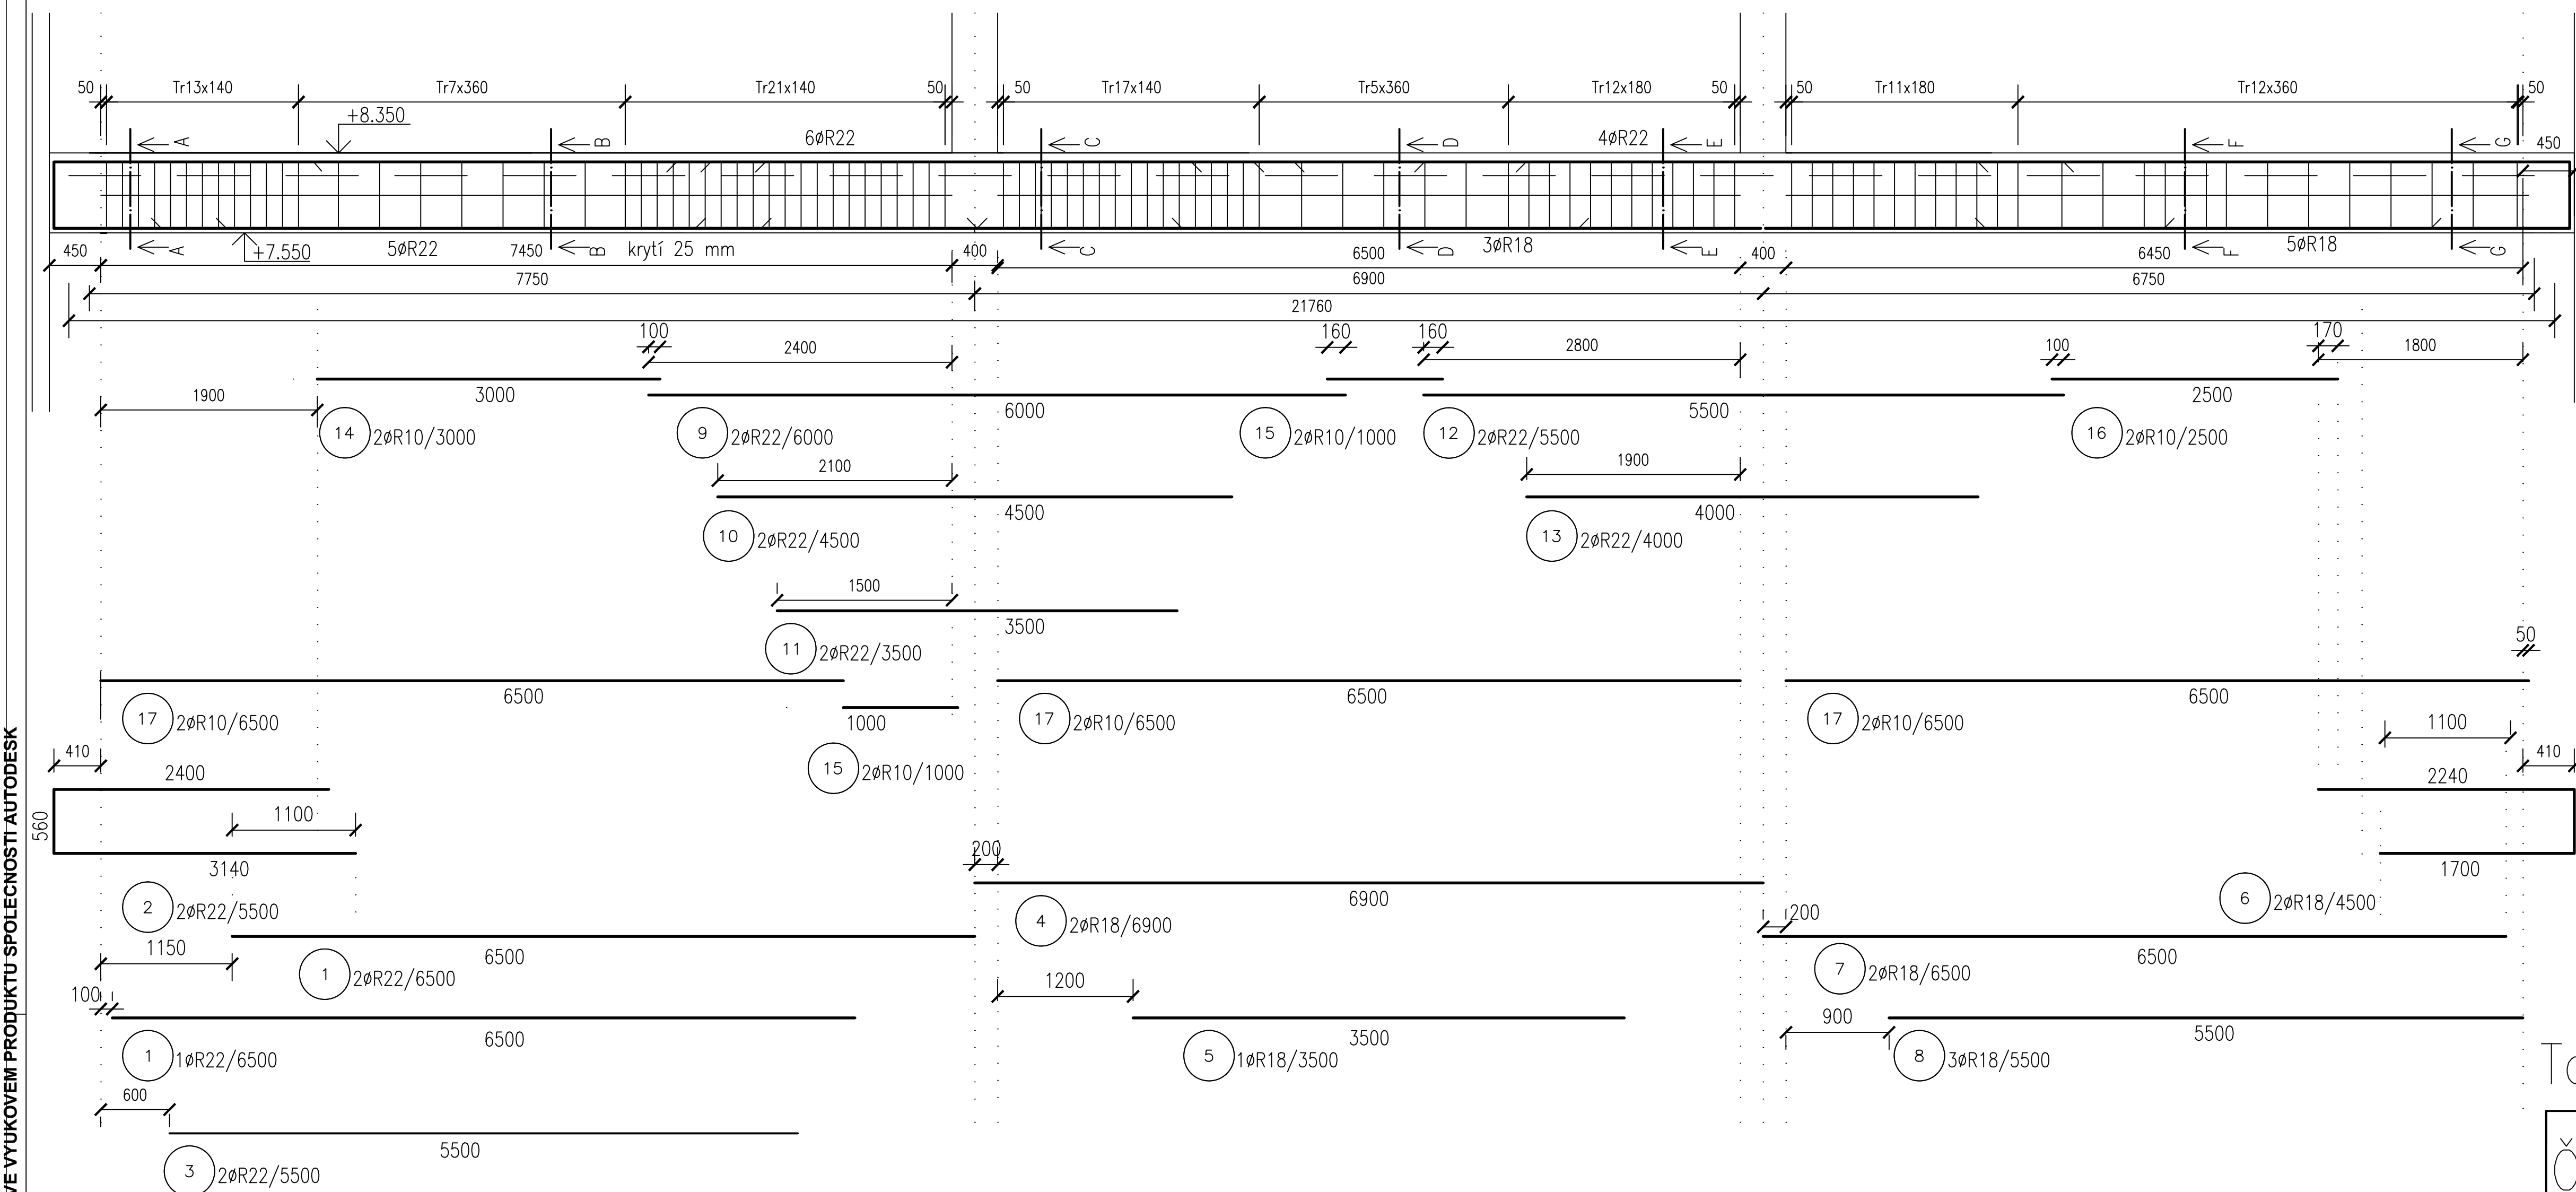 50 Tr13x140 Tr7x360 Tr21x140 50 50 Tr17x140 Tr5x360 Tr12x180 50 50 Tr11x180 Tr12x360 50
+8.350 6øR22 4øR22
A B C D E F G 450
A B C D E F G
450 +7.550 5øR22 7450 krytí 25 mm 400 6500 3øR18 400 6450 5øR18
7750 6900 6750
21760
100 160 160 170
2400 2800 100 1800
1900 3000 6000 5500 2500
14 2øR10/3000 9 2øR22/6000 15 2øR10/1000 12 2øR22/5500 16 2øR10/2500
2100 1900
4500 4000
10 2øR22/4500 13 2øR22/4000
1500
3500
11 2øR22/3500 50
6500 6500 6500
17 2øR10/6500 1000 17 2øR10/6500 17 2øR10/6500 1100
410 15 2øR10/1000 410
2400 2240
560 1100
3140 200 1700
2 2øR22/5500 6900 6 2øR18/4500
4 2øR18/6900 200
1150 6500 6500
1 2øR22/6500 7 2øR18/6500
100 1200 900
6500 3500 5500
1 1øR22/6500 5 1øR18/3500 8 3øR18/5500
600
5500
3 2øR22/5500
VÉ VÝUKOVÉM PRODUKTU SPOLEČNOSTI AUTODESK